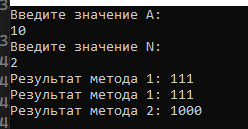 Введите значение A:
10
Введите значение N:
2
Результат метода 1: 111
Результат метода 1: 111
Результат метода 2: 1000